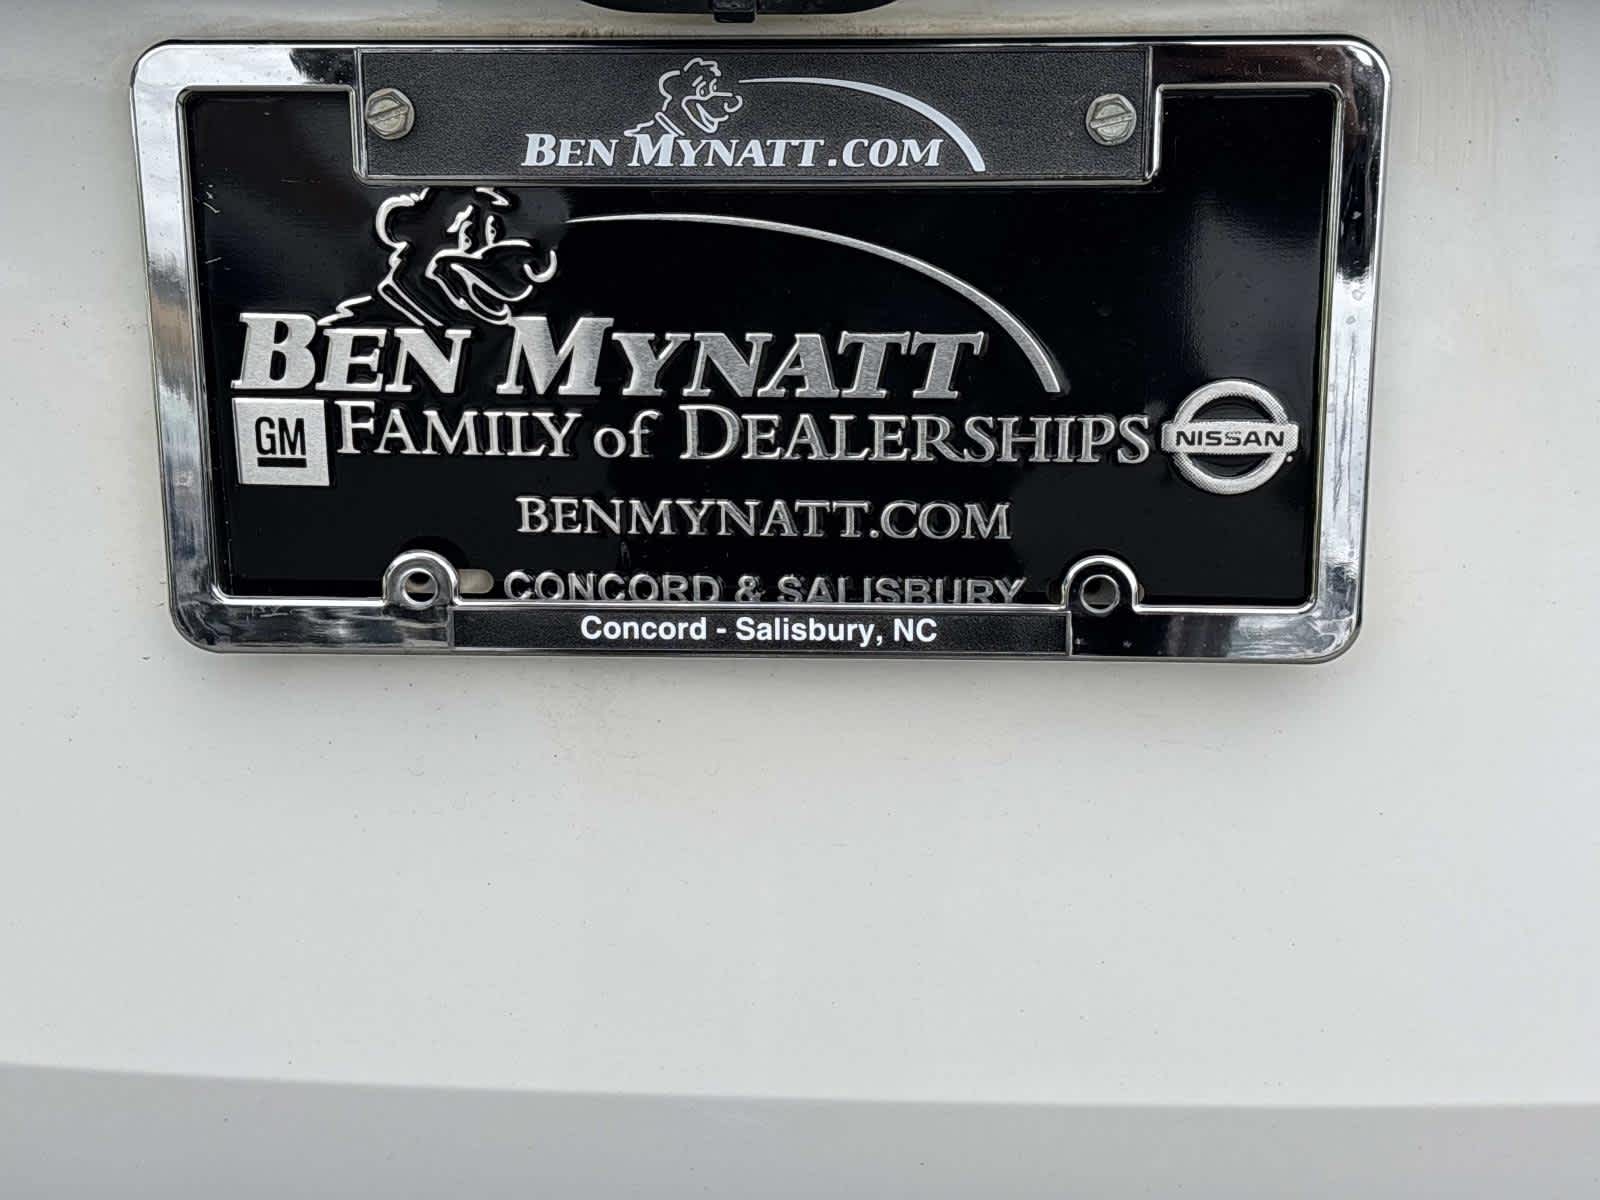 BEN MYNATT.COM
BEN MYNATT
GM FAMILY of DEALERSHIPS NISSAN
BENMYNATT.COM
CONCORD & SALISBURY
Concord - Salisbury, NC